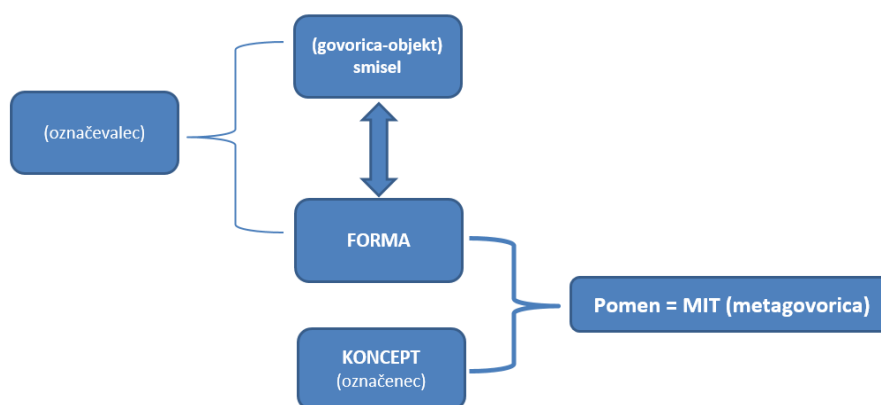 (govorica-objekt)
smisel
(označevalec)
FORMA
Pomen = MIT (metagovorica)
KONCEPT
(označenec)